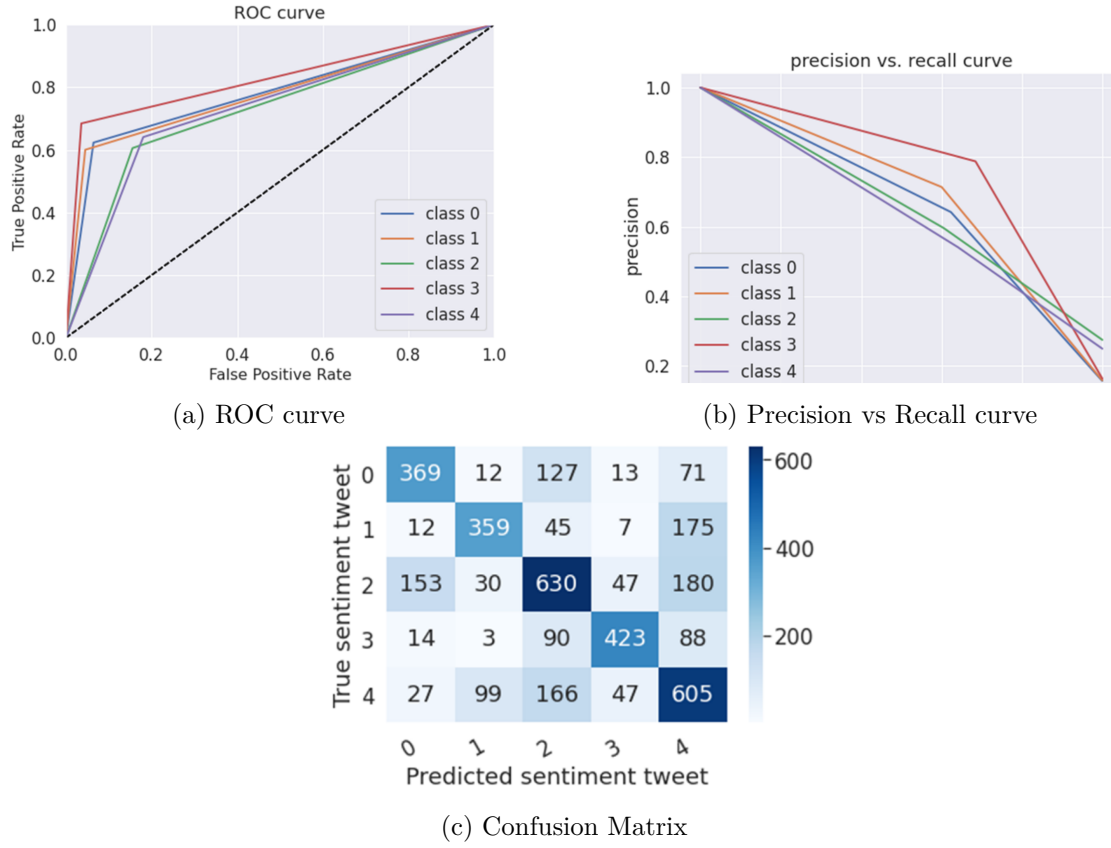 ROC curve
1.0
0.8
0.6
0.4
0.2
0.0
True Positive Rate
class 0
class 1
class 2
class 3
class 4
0.0 0.2 0.4 0.6 0.8 1.0
False Positive Rate
(a) ROC curve
precision vs. recall curve
1.0
0.8
0.6
0.4
0.2
precision
class 0
class 1
class 2
class 3
class 4
(b) Precision vs Recall curve
True sentiment tweet
0 369 12 127 13 71
1 12 359 45 7 175
2 153 30 630 47 180
3 14 3 90 423 88
4 27 99 166 47 605
0 1 2 3 4
Predicted sentiment tweet
600
400
200
(c) Confusion Matrix